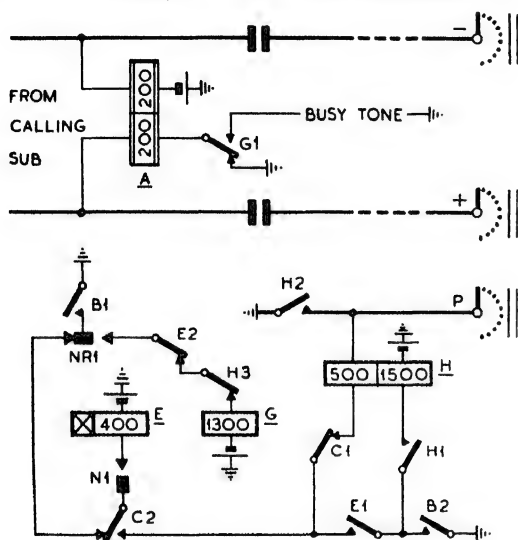 −
FROM
CALLING
SUB
200
200
A
G1
BUSY TONE
+
B1
NR1
E2
H3
H2
P
500
1500
H
400
E
1300
G
N1
C2
C1
H1
E1
B2